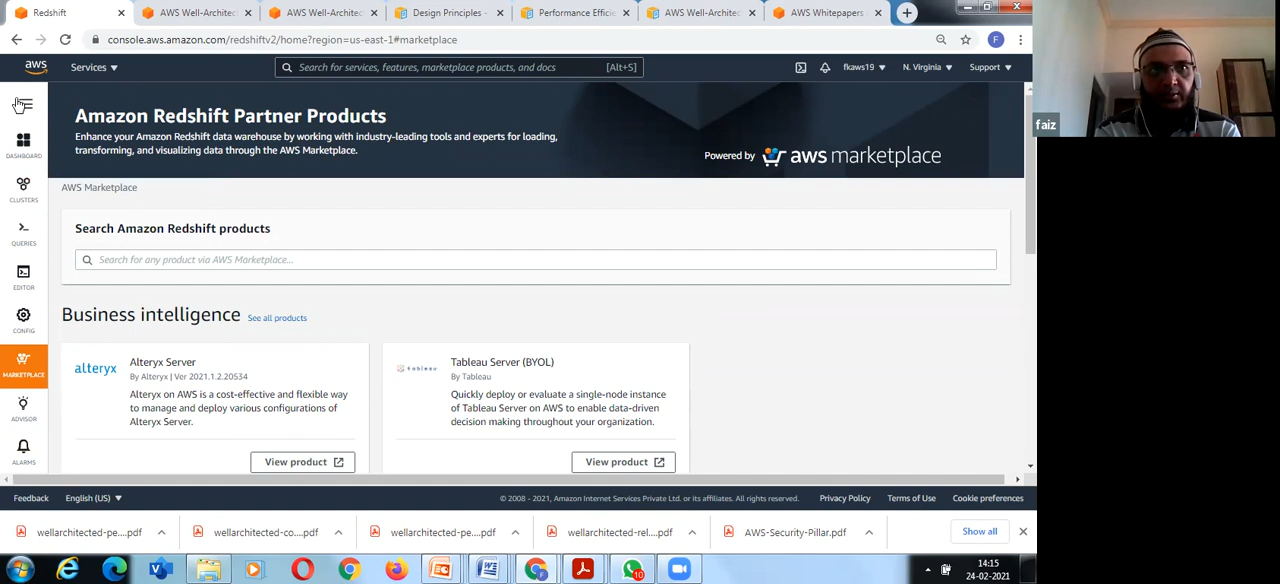 Redshift
AWS Well-Architec
AWS Well-Architec
Design Principles -
Performance Efficie
AWS Well-Architec
AWS Whitepapers
console.aws.amazon.com/redshiftv2/home?region=us-east-1#marketplace
F
aws
Services
Search for services, features, marketplace products, and docs
[Alt+S]
fkaws19
N. Virginia
Support
faiz
DASHBOARD
CLUSTERS
QUERIES
EDITOR
CONFIG
MARKETPLACE
ADVISOR
ALARMS
Amazon Redshift Partner Products
Enhance your Amazon Redshift data warehouse by working with industry-leading tools and experts for loading,
transforming, and visualizing data through the AWS Marketplace.
Powered by aws marketplace
AWS Marketplace
Search Amazon Redshift products
Search for any product via AWS Marketplace...
Business intelligence See all products
alteryx
Alteryx Server
By Alteryx | Ver 2021.1.2.20534
Alteryx on AWS is a cost-effective and flexible way
to manage and deploy various configurations of
Alteryx Server.
View product
tableau
Tableau Server (BYOL)
By Tableau
Quickly deploy or evaluate a single-node instance
of Tableau Server on AWS to enable data-driven
decision making throughout your organization.
View product
Feedback
English (US)
© 2008 - 2021, Amazon Internet Services Private Ltd. or its affiliates. All rights reserved.
Privacy Policy
Terms of Use
Cookie preferences
wellarchitected-pe....pdf
wellarchitected-co....pdf
wellarchitected-pe....pdf
wellarchitected-rel....pdf
AWS-Security-Pillar.pdf
Show all
10
14:15
24-02-2021